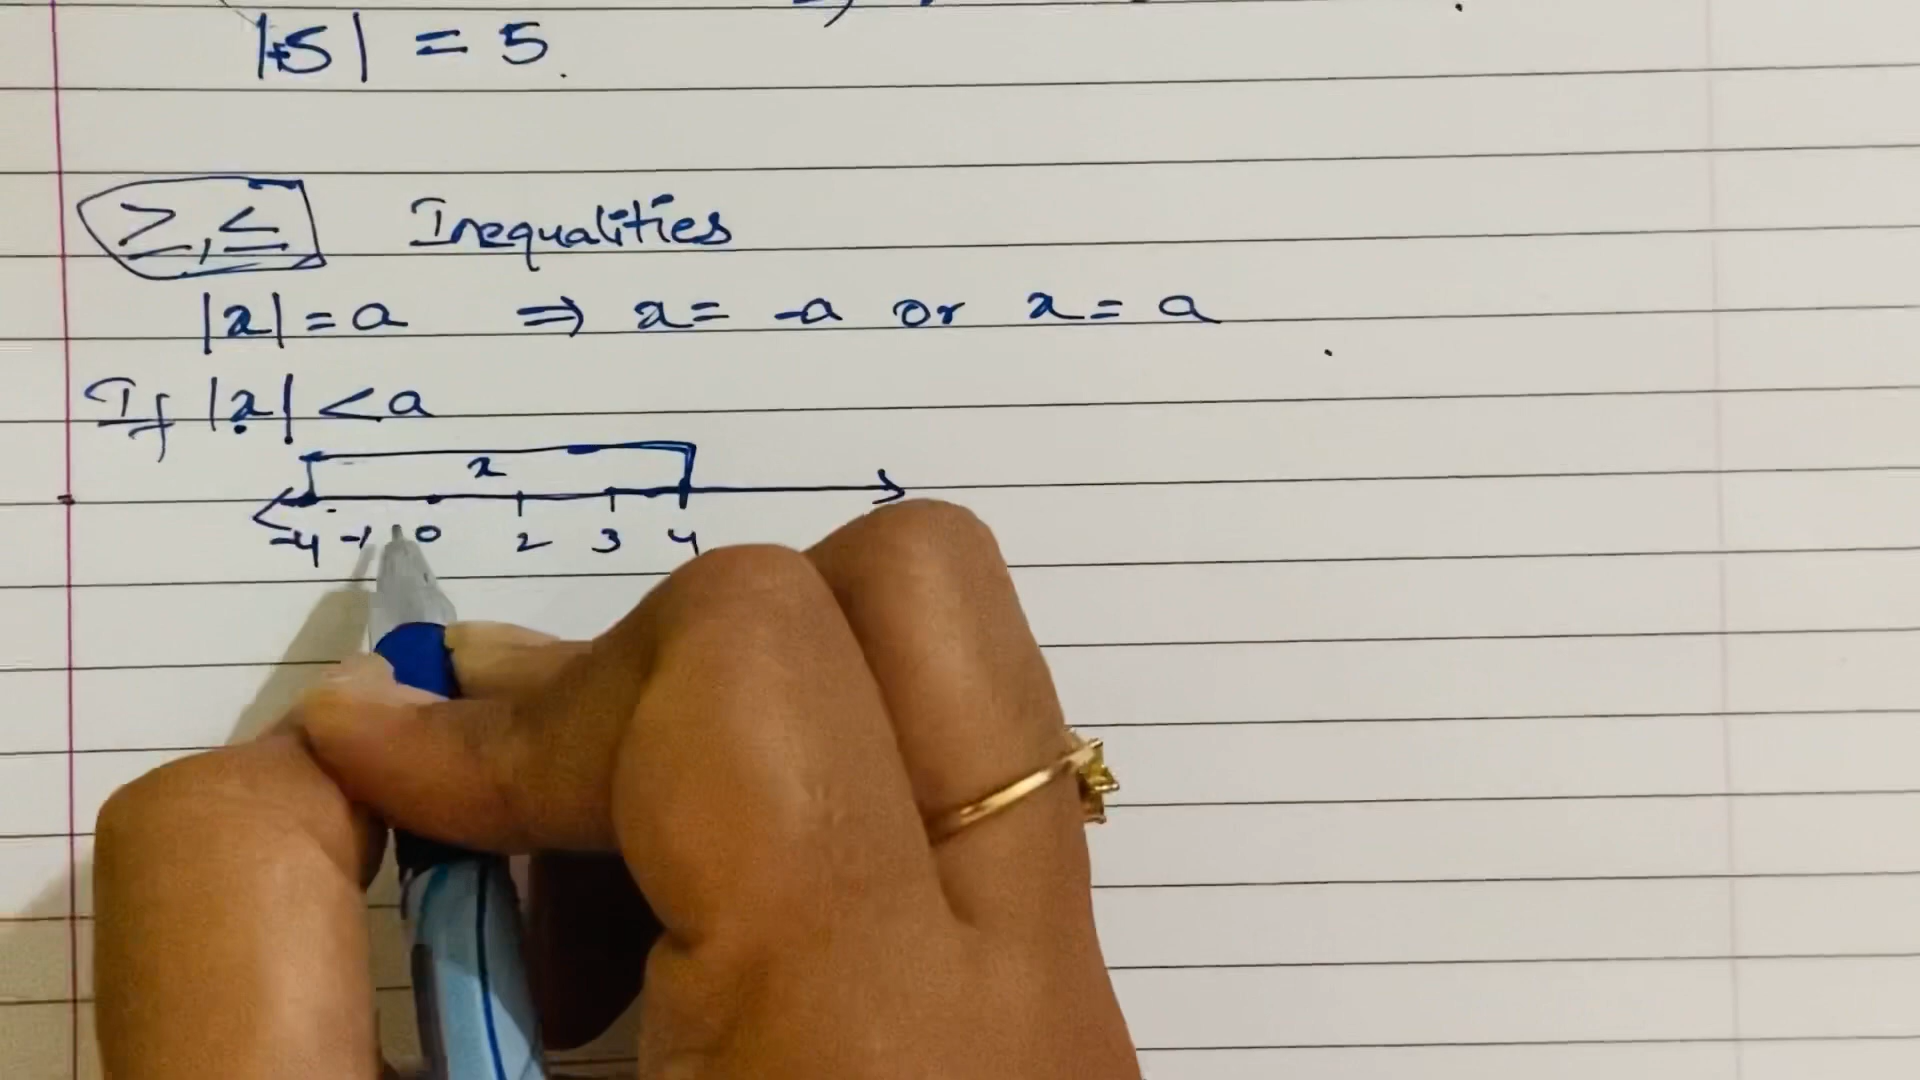 |+5| = 5.
≥, ≤ Inequalities
|x| = a ⇒ x = -a or x = a
If |x| < a
x
-4 -1 0 2 3 4